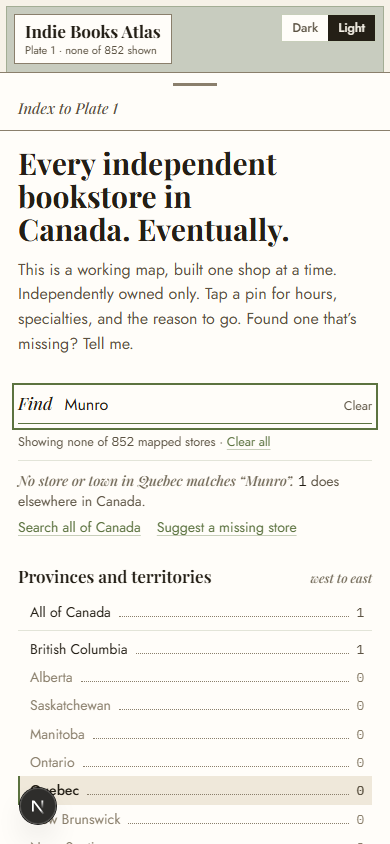 Indie Books Atlas
Plate 1 · none of 852 shown
Dark Light
Index to Plate 1
Every independent
bookstore in
Canada. Eventually.
This is a working map, built one shop at a time.
Independently owned only. Tap a pin for hours,
specialties, and the reason to go. Found one that's
missing? Tell me.
Find Munro Clear
Showing none of 852 mapped stores · Clear all
No store or town in Quebec matches “Munro”. 1 does
elsewhere in Canada.
Search all of Canada Suggest a missing store
Provinces and territories west to east
All of Canada 1
British Columbia 1
Alberta 0
Saskatchewan 0
Manitoba 0
Ontario 0
Quebec 0
N
Brunswick 0